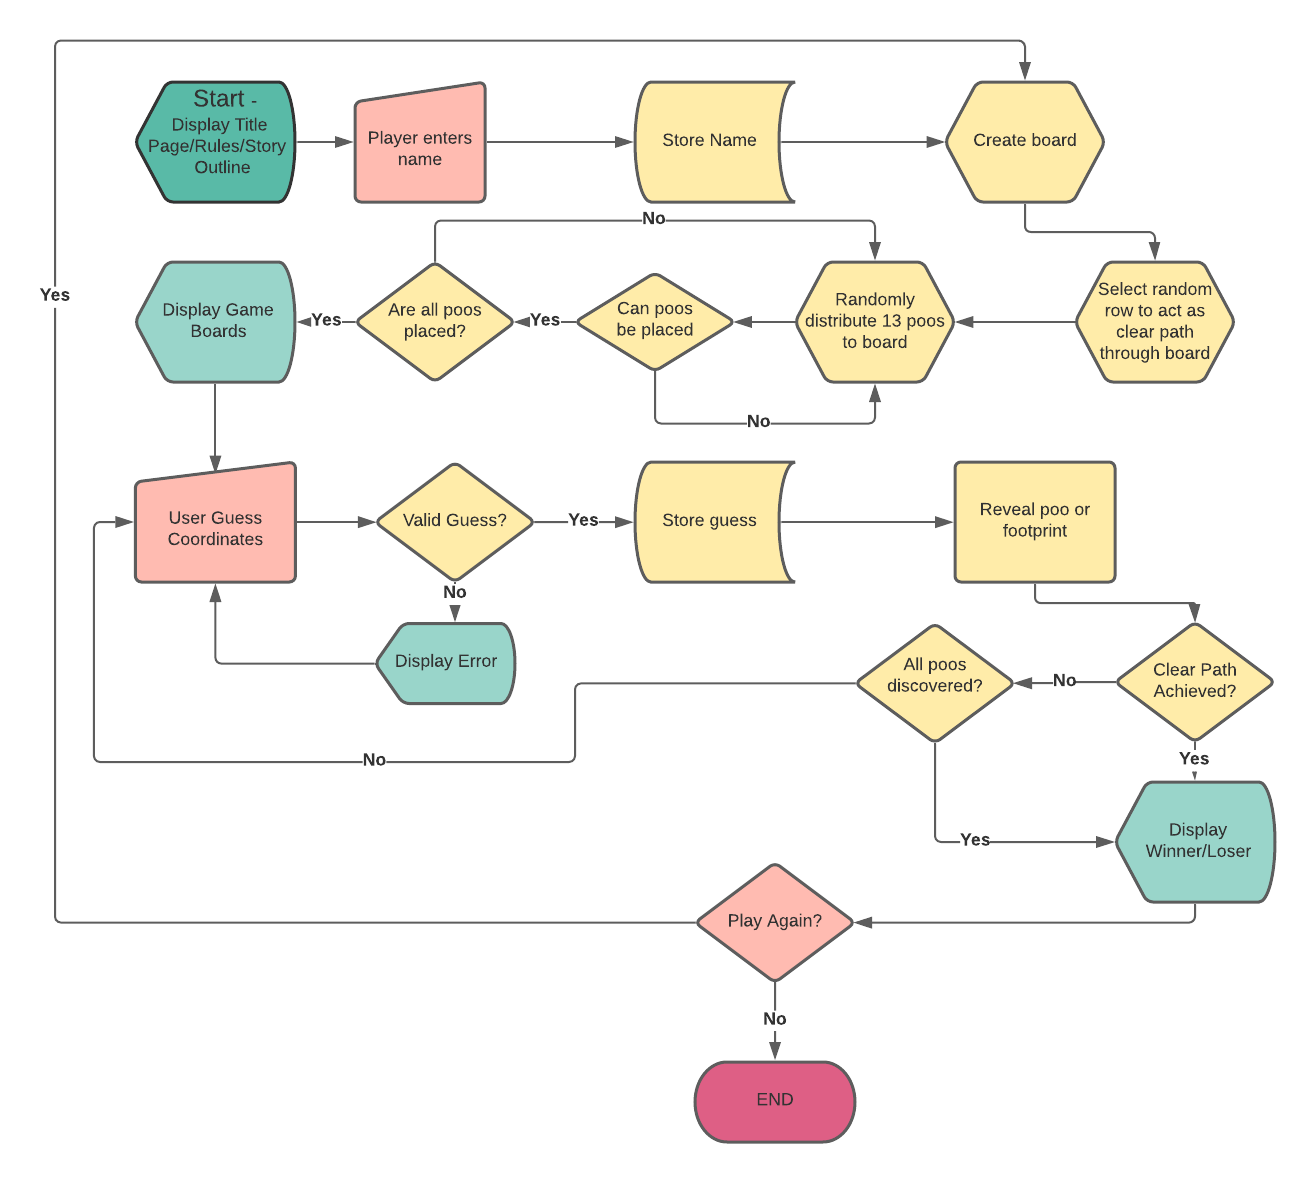 Start -
Display Title
Page/Rules/Story
Outline
Player enters
name
Store Name
Create board
No
Yes
Display Game
Boards
Yes
Are all poos
placed?
Yes
Can poos
be placed
Randomly
distribute 13 poos
to board
Select random
row to act as
clear path
through board
No
User Guess
Coordinates
Valid Guess?
Yes
Store guess
Reveal poo or
footprint
No
Display Error
All poos
discovered?
No
Clear Path
Achieved?
No
Yes
Yes
Display
Winner/Loser
Play Again?
No
END